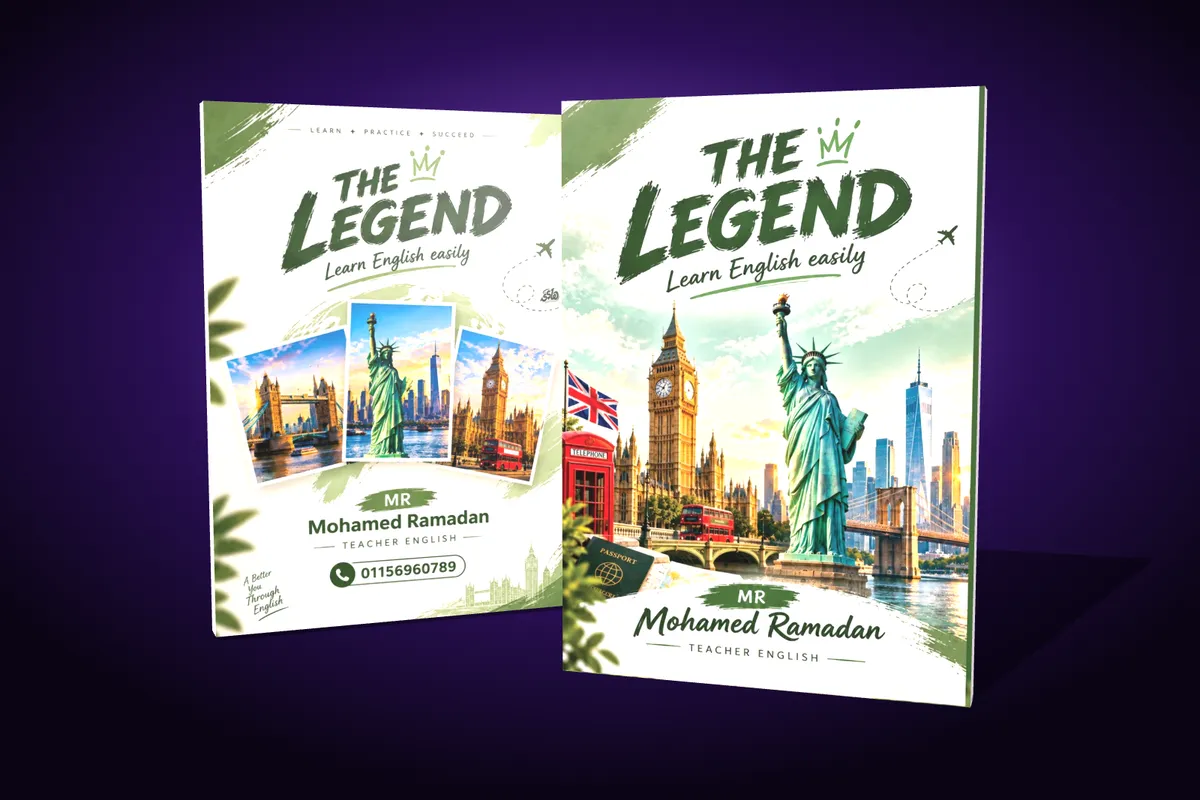 LEARN ✦ PRACTICE ✦ SUCCEED
THE
LEGEND
Learn English easily
MR
Mohamed Ramadan
TEACHER ENGLISH
01156960789
A Better
You
Through
English
THE
LEGEND
Learn English easily
TELEPHONE
PASSPORT
MR
Mohamed Ramadan
TEACHER ENGLISH